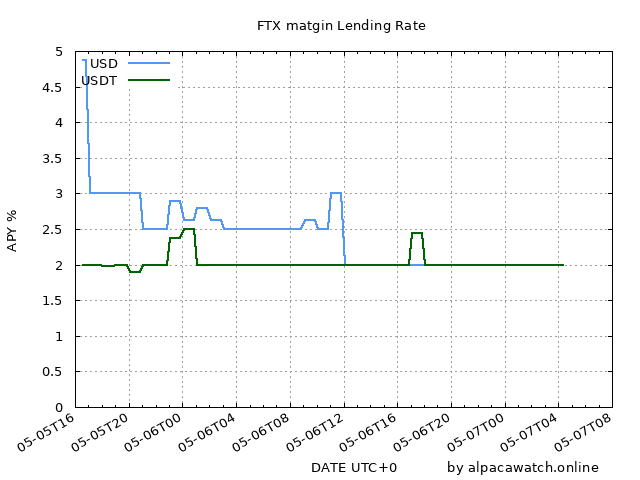 FTX matgin Lending Rate
5
4.5
4
3.5
3
2.5
2
1.5
1
0.5
0
APY %
USD
USDT
05-05T16
05-05T20
05-06T00
05-06T04
05-06T08
05-06T12
05-06T16
05-06T20
05-07T00
05-07T04
05-07T08
DATE UTC+0
by alpacawatch.online